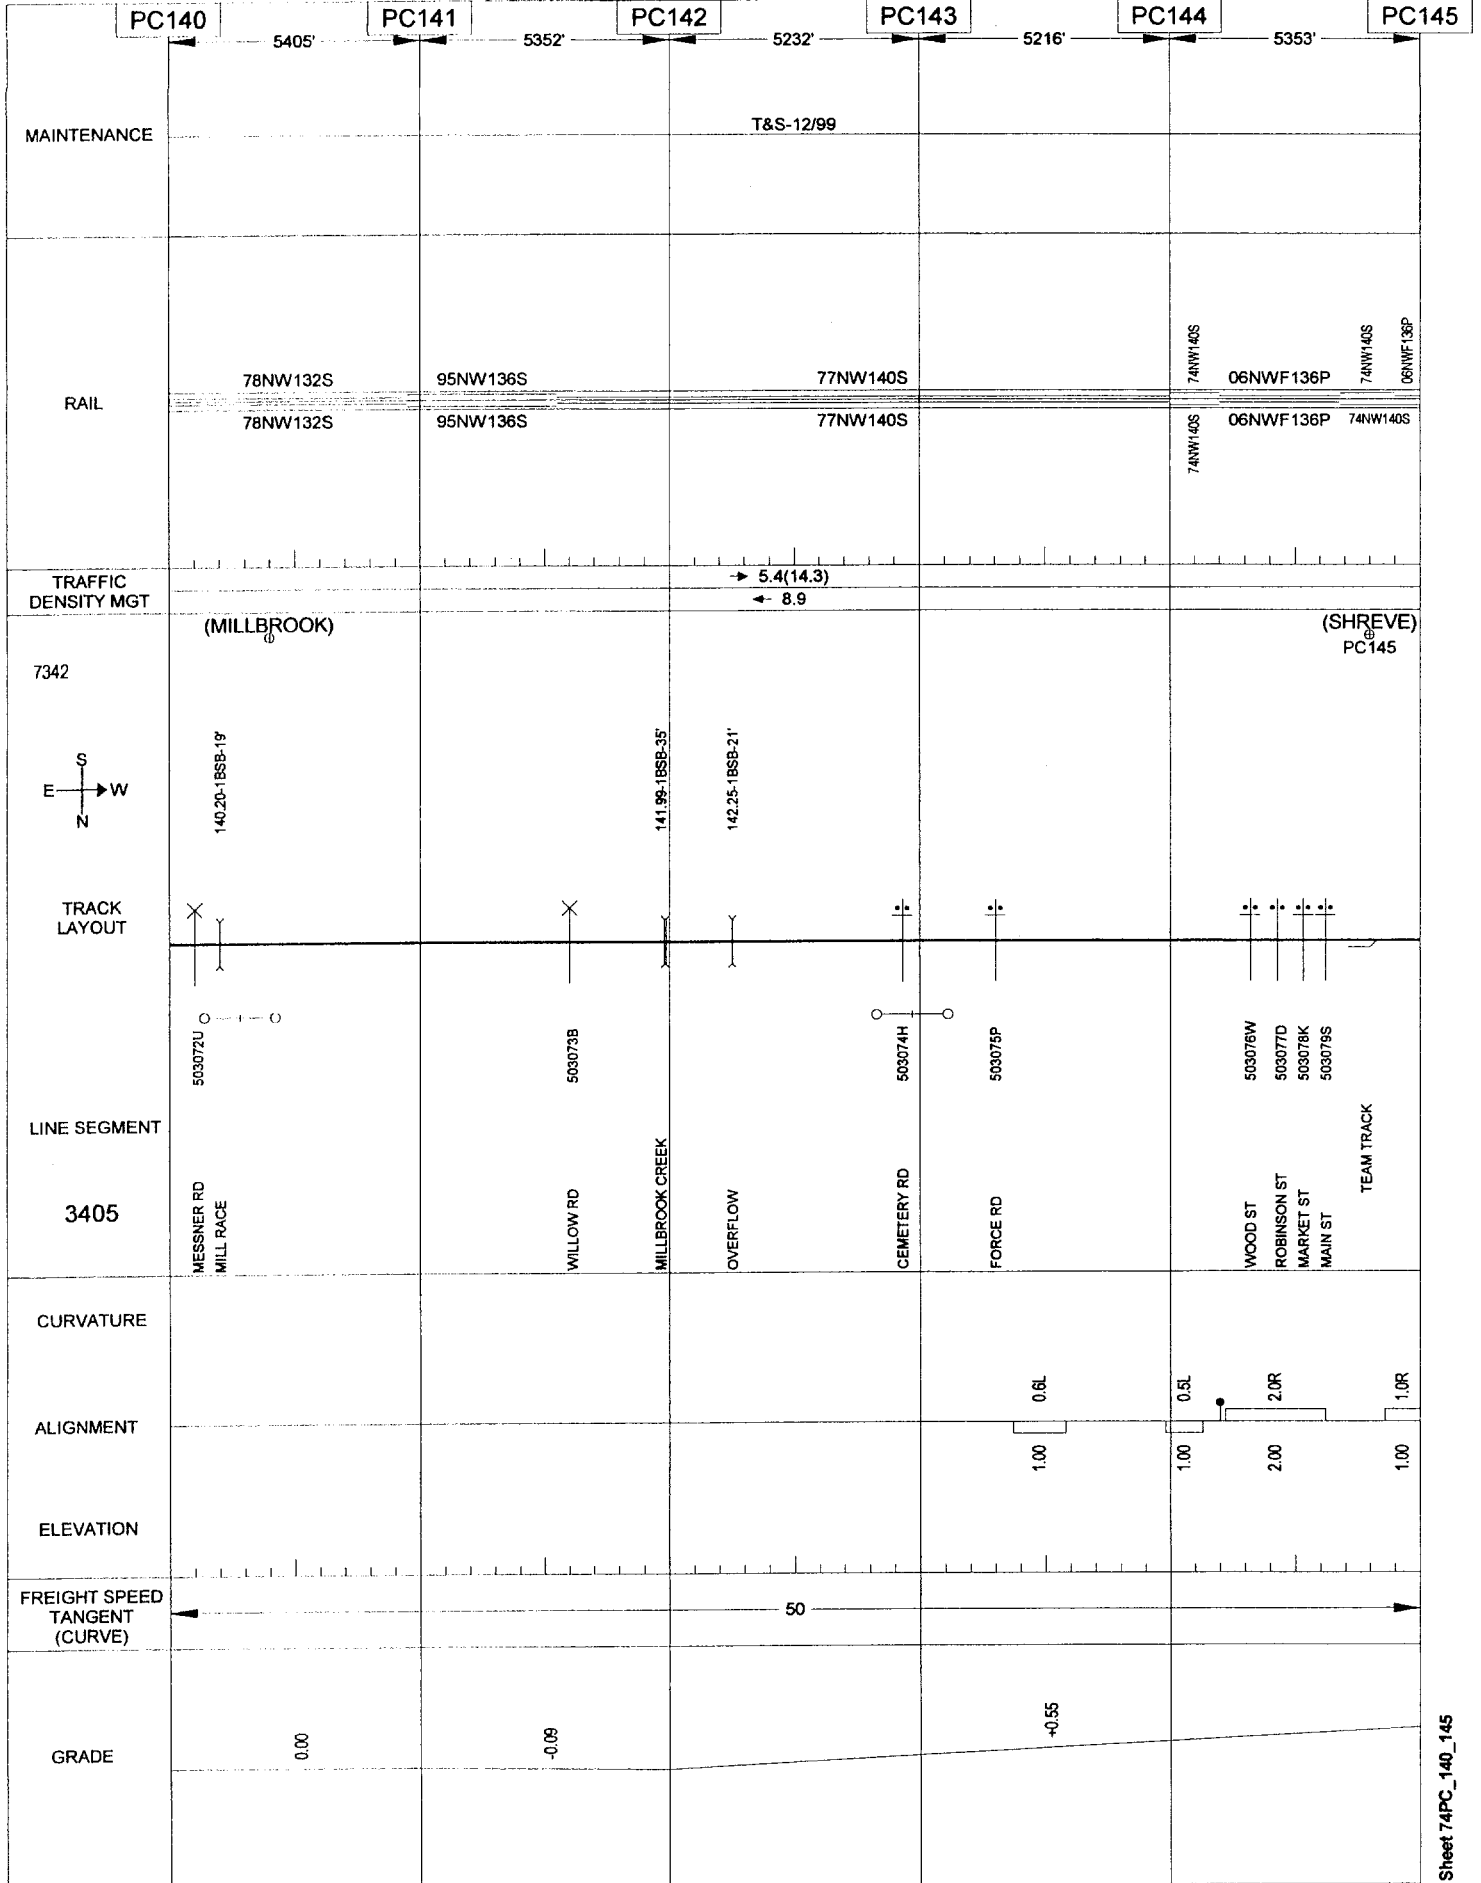 PC140 PC141 PC142 PC143 PC144 PC145
5405' 5352' 5232' 5216' 5353'
MAINTENANCE
T&S-12/99
RAIL
78NW132S 95NW136S 77NW140S 74NW140S 06NWF136P 74NW140S 06NWF136P
78NW132S 95NW136S 77NW140S 74NW140S 06NWF136P 74NW140S
TRAFFIC
DENSITY MGT
→ 5.4(14.3)
← 8.9
(MILLBROOK) (SHREVE)
PC145
7342
S
E W
N
140.20-1BSB-19'
141.99-1BSB-35'
142.25-1BSB-21'
TRACK
LAYOUT
503072U
503073B
503074H
503075P
503076W
503077D
503078K
503079S
LINE SEGMENT
3405
MESSNER RD
MILL RACE
WILLOW RD
MILLBROOK CREEK
OVERFLOW
CEMETERY RD
FORCE RD
WOOD ST
ROBINSON ST
MARKET ST
MAIN ST
TEAM TRACK
CURVATURE
0.6L 0.5L 2.0R 1.0R
ALIGNMENT
1.00 1.00 2.00 1.00
ELEVATION
FREIGHT SPEED
TANGENT
(CURVE)
50
GRADE
0.00 -0.09 +0.55
Sheet 74PC_140_145